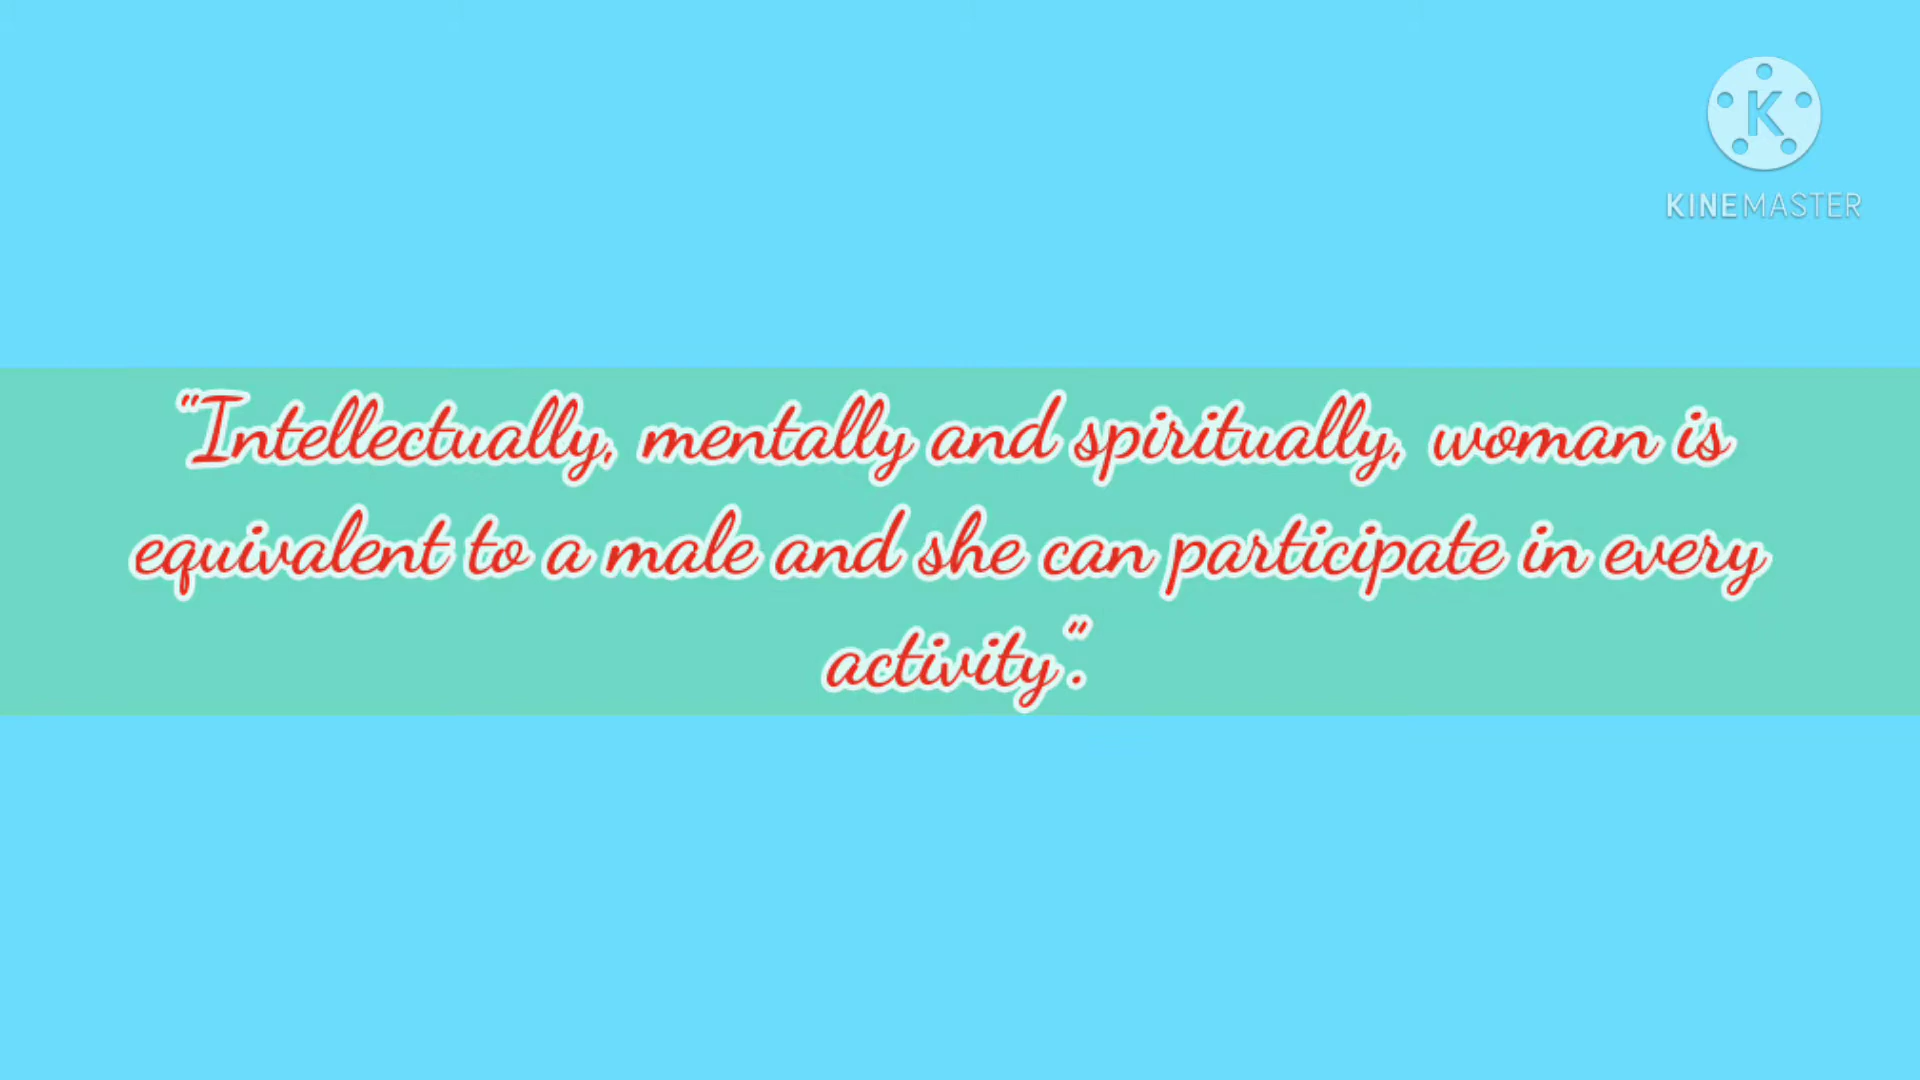 K
KINEMASTER
"Intellectually, mentally and spiritually, woman is
equivalent to a male and she can participate in every
activity".